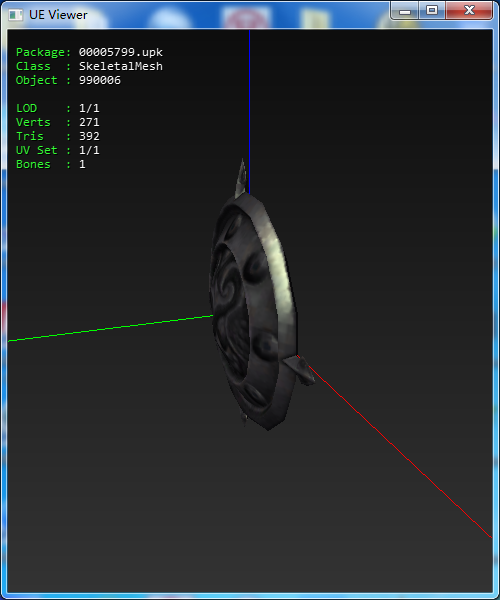 UE Viewer
Package: 00005799.upk
Class : SkeletalMesh
Object : 990006
LOD : 1/1
Verts : 271
Tris : 392
UV Set : 1/1
Bones : 1